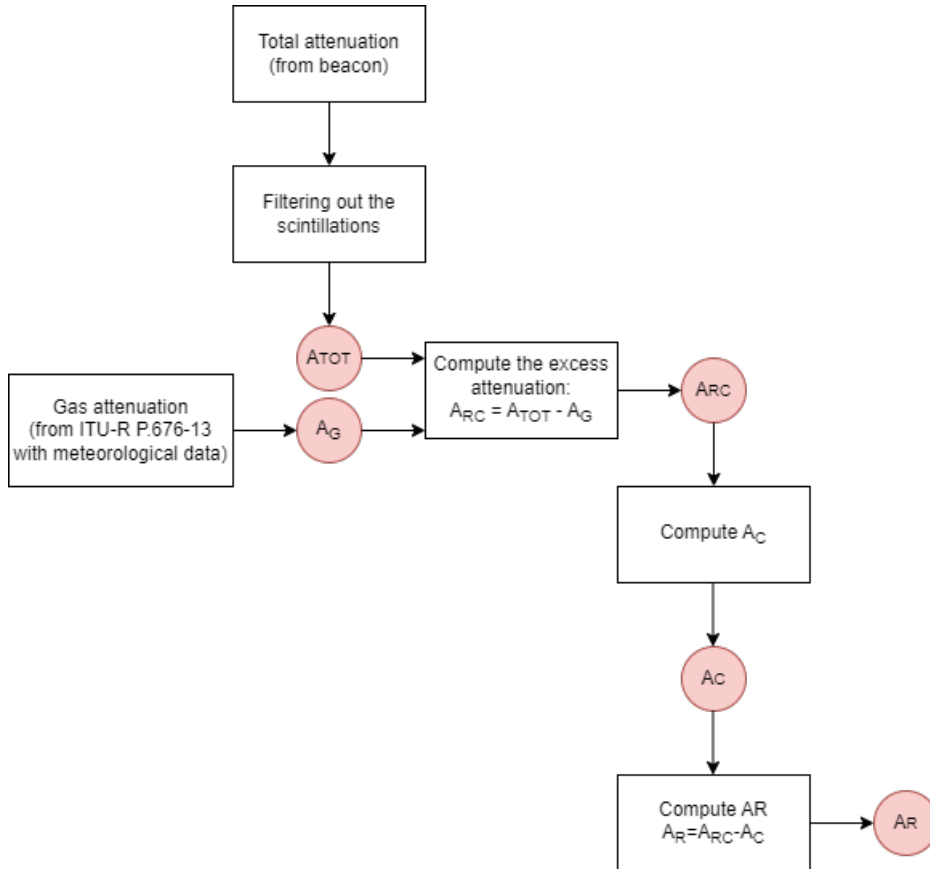 Total attenuation
(from beacon)
Filtering out the
scintillations
ATOT
Compute the excess
attenuation:
ARC = ATOT - AG
ARC
Gas attenuation
(from ITU-R P.676-13
with meteorological data)
AG
Compute AC
AC
Compute AR
AR=ARC-AC
AR